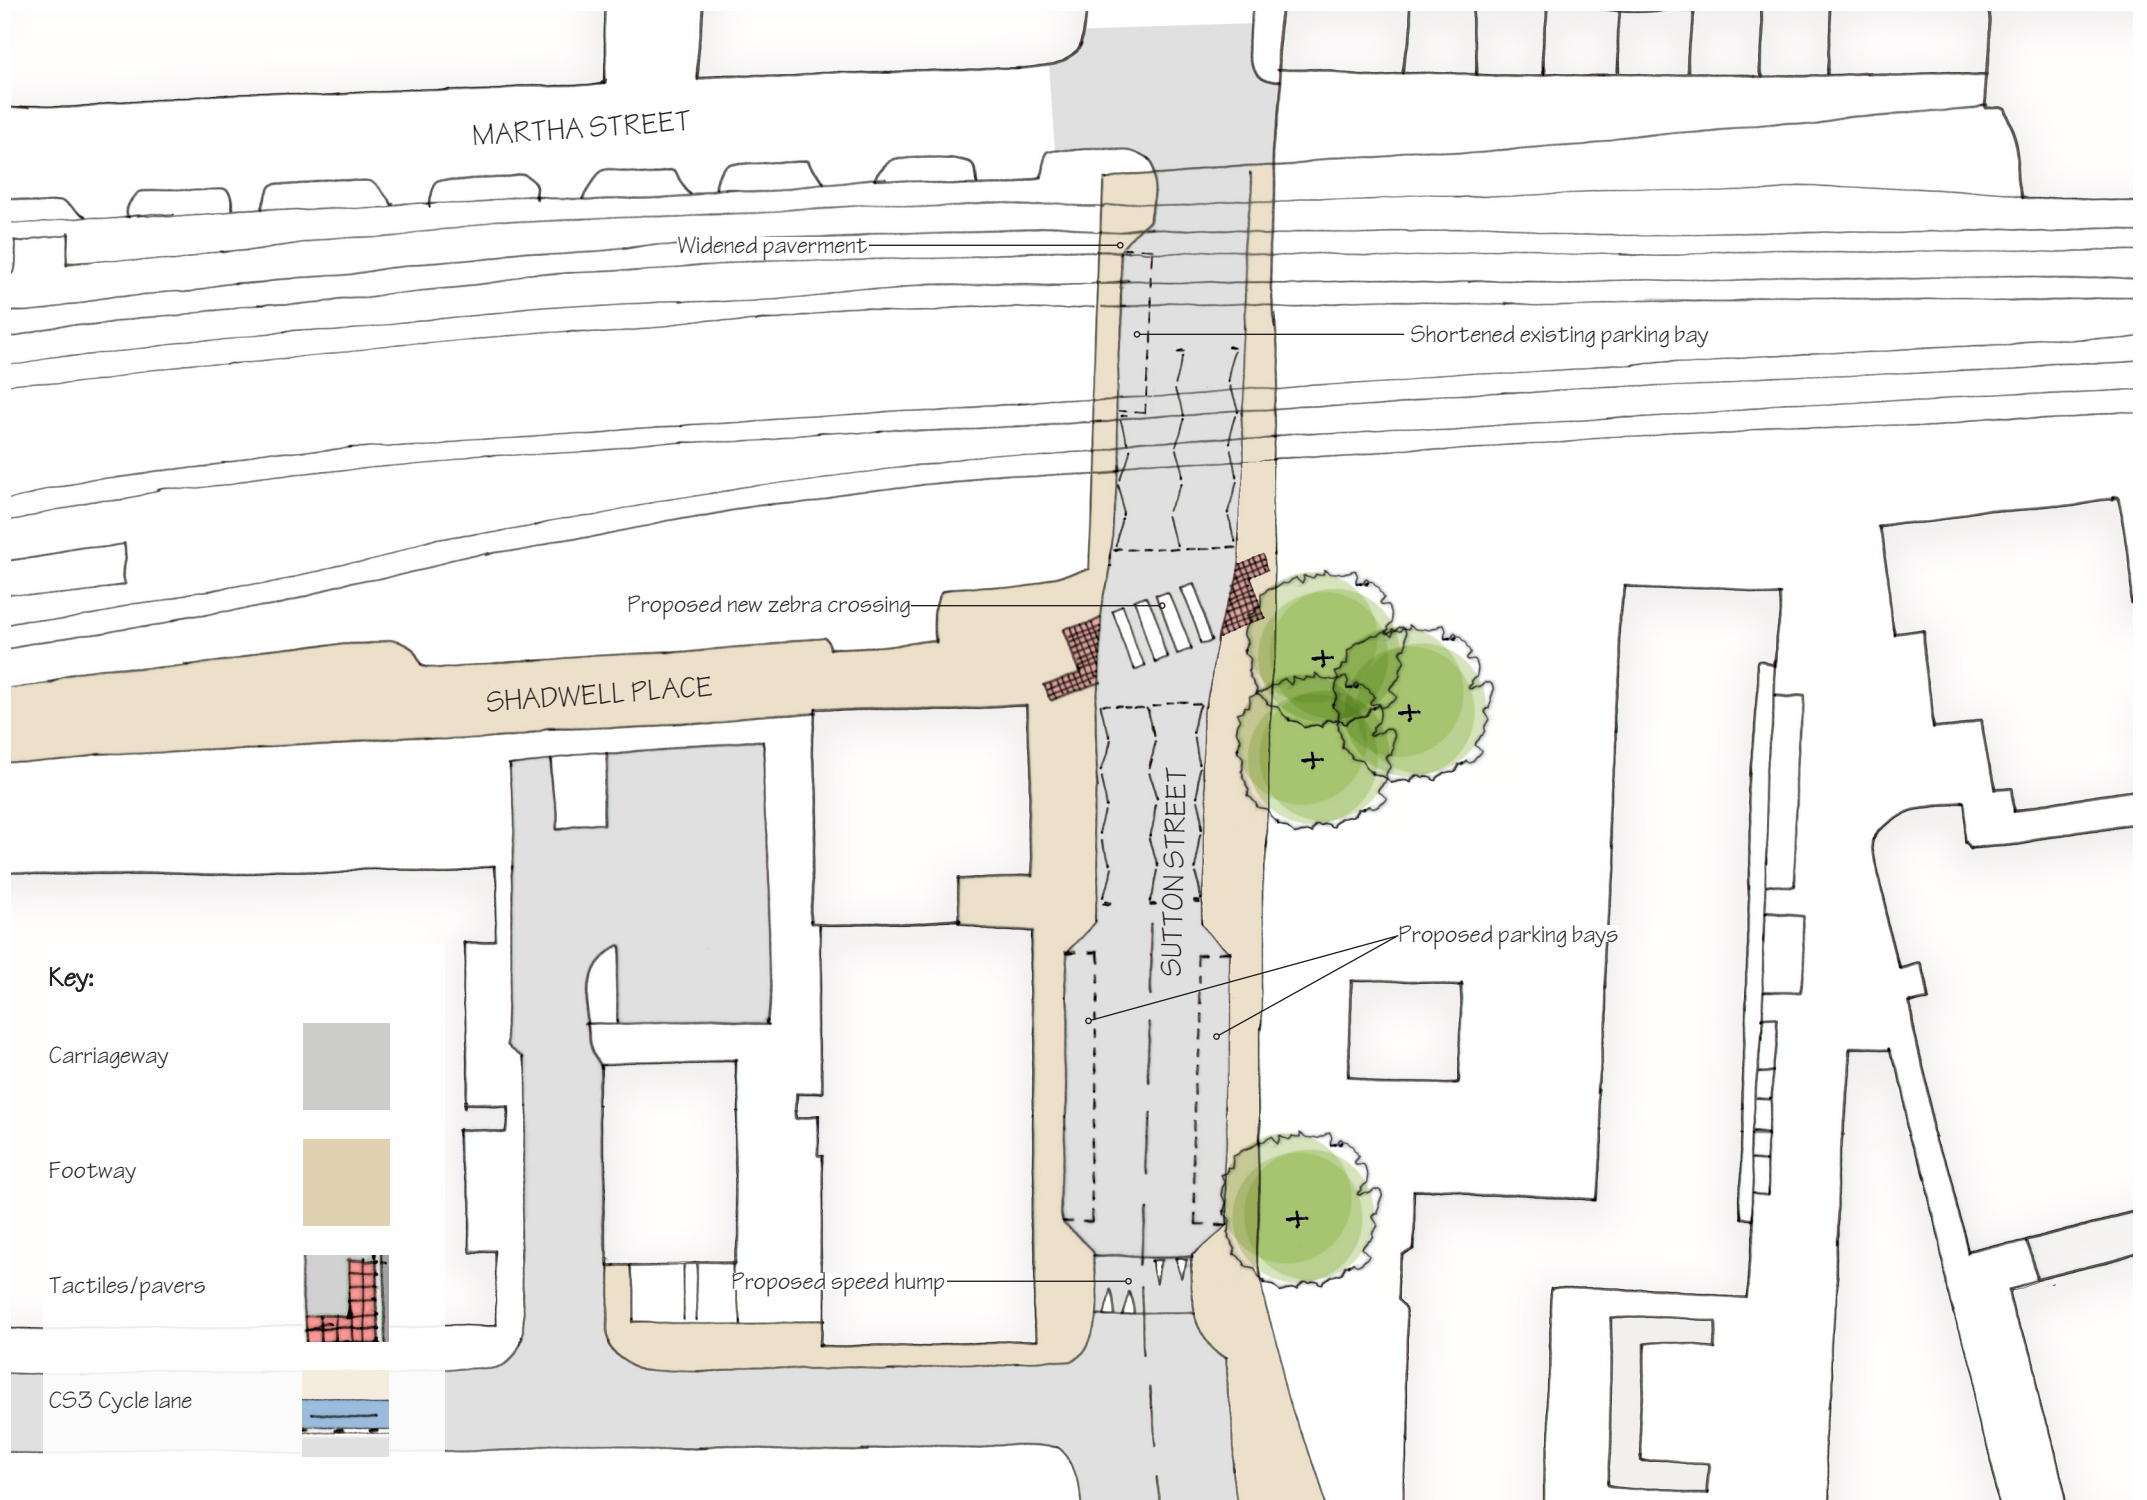 MARTHA STREET
Widened paverment
Shortened existing parking bay
Proposed new zebra crossing
SHADWELL PLACE
SUTTON STREET
Proposed parking bays
Proposed speed hump
Key:
Carriageway
Footway
Tactiles/pavers
CS3 Cycle lane